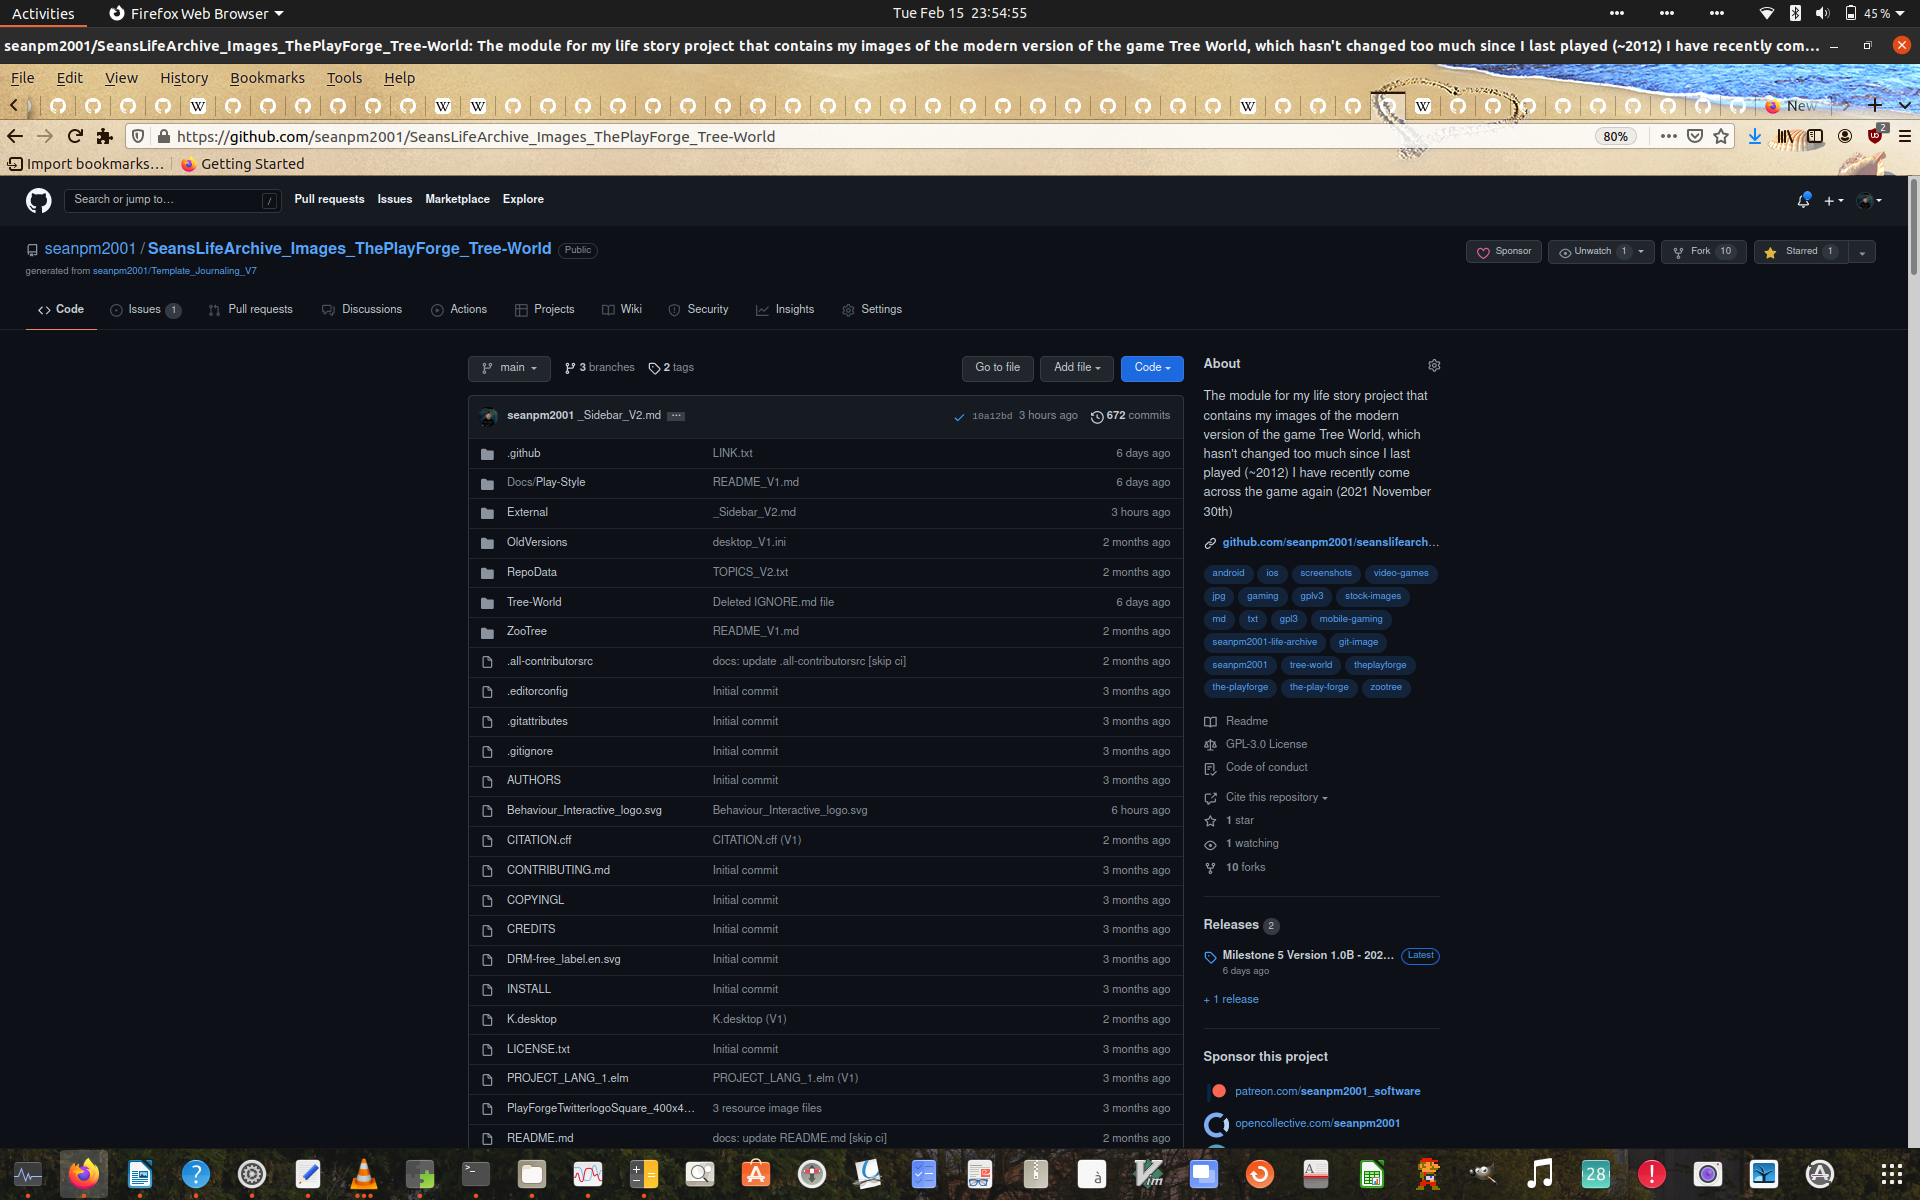 Activities
Firefox Web Browser
Tue Feb 15 23:54:55
45 %
seanpm2001/SeansLifeArchive_Images_ThePlayForge_Tree-World: The module for my life story project that contains my images of the modern version of the game Tree World, which hasn't changed too much since I last played (~2012) I have recently com...
File Edit View History Bookmarks Tools Help
New
https://github.com/seanpm2001/SeansLifeArchive_Images_ThePlayForge_Tree-World
80%
2
Import bookmarks...
Getting Started
Search or jump to...
/
Pull requests Issues Marketplace Explore
seanpm2001 / SeansLifeArchive_Images_ThePlayForge_Tree-World Public
Sponsor
Unwatch 1
Fork 10
Starred 1
generated from seanpm2001/Template_Journaling_V7
Code
Issues 1
Pull requests
Discussions
Actions
Projects
Wiki
Security
Insights
Settings
main
3 branches
2 tags
Go to file
Add file
Code
seanpm2001 _Sidebar_V2.md ...
10a12bd 3 hours ago
672 commits
.github LINK.txt 6 days ago
Docs/Play-Style README_V1.md 6 days ago
External _Sidebar_V2.md 3 hours ago
OldVersions desktop_V1.ini 2 months ago
RepoData TOPICS_V2.txt 2 months ago
Tree-World Deleted IGNORE.md file 6 days ago
ZooTree README_V1.md 2 months ago
.all-contributorsrc docs: update .all-contributorsrc [skip ci] 2 months ago
.editorconfig Initial commit 3 months ago
.gitattributes Initial commit 3 months ago
.gitignore Initial commit 3 months ago
AUTHORS Initial commit 3 months ago
Behaviour_Interactive_logo.svg Behaviour_Interactive_logo.svg 6 hours ago
CITATION.cff CITATION.cff (V1) 2 months ago
CONTRIBUTING.md Initial commit 3 months ago
COPYINGL Initial commit 3 months ago
CREDITS Initial commit 3 months ago
DRM-free_label.en.svg Initial commit 3 months ago
INSTALL Initial commit 3 months ago
K.desktop K.desktop (V1) 2 months ago
LICENSE.txt Initial commit 3 months ago
PROJECT_LANG_1.elm PROJECT_LANG_1.elm (V1) 3 months ago
PlayForgeTwitterlogoSquare_400x4... 3 resource image files 3 months ago
README.md docs: update README.md [skip ci] 2 months ago
About
The module for my life story project that
contains my images of the modern
version of the game Tree World, which
hasn't changed too much since I last
played (~2012) I have recently come
across the game again (2021 November
30th)
github.com/seanpm2001/seanslifearch...
android ios screenshots video-games
jpg gaming gplv3 stock-images
md txt gpl3 mobile-gaming
seanpm2001-life-archive git-image
seanpm2001 tree-world theplayforge
the-playforge the-play-forge zootree
Readme
GPL-3.0 License
Code of conduct
Cite this repository
1 star
1 watching
10 forks
Releases 2
Milestone 5 Version 1.0B - 202... Latest
6 days ago
+ 1 release
Sponsor this project
patreon.com/seanpm2001_software
opencollective.com/seanpm2001
28